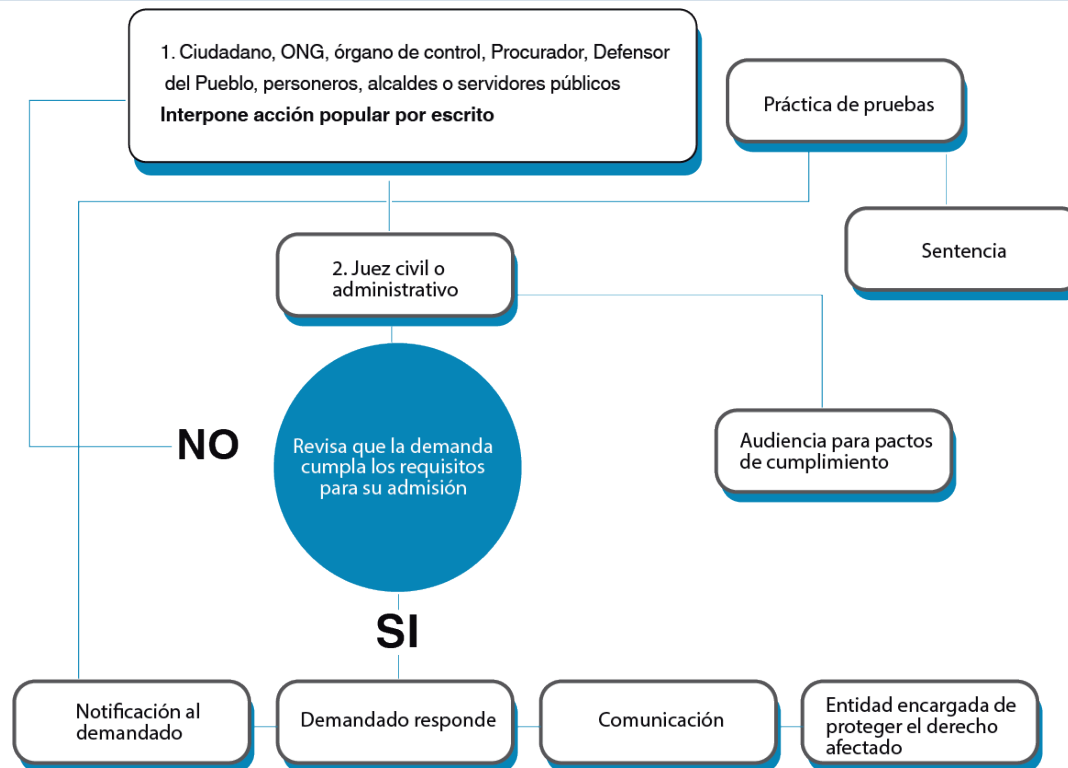 1. Ciudadano, ONG, órgano de control, Procurador, Defensor
del Pueblo, personeros, alcaldes o servidores públicos
Interpone acción popular por escrito
Práctica de pruebas
Sentencia
2. Juez civil o
administrativo
NO
Revisa que la demanda
cumpla los requisitos
para su admisión
Audiencia para pactos
de cumplimiento
SI
Notificación al
demandado
Demandado responde
Comunicación
Entidad encargada de
proteger el derecho
afectado